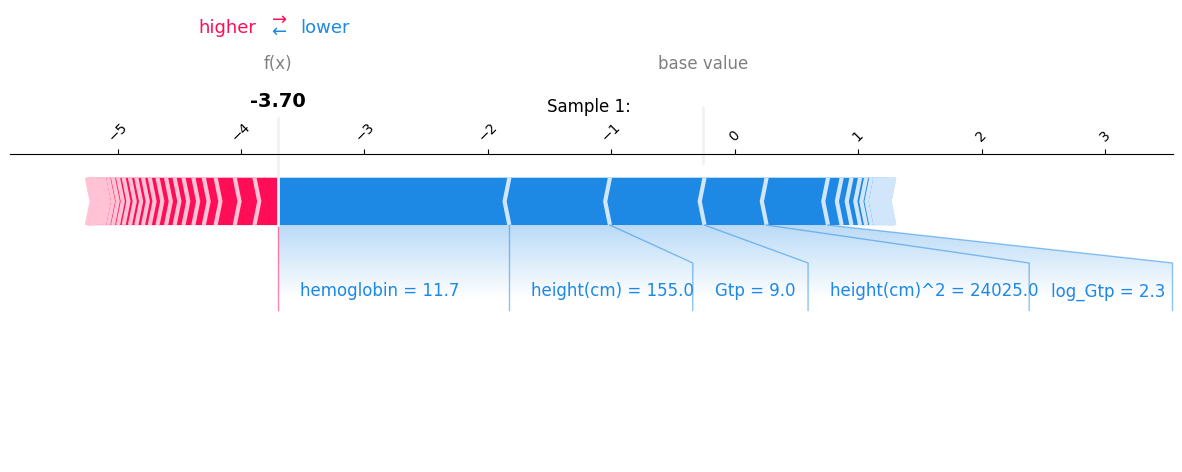 higher → ← lower
f(x) base value
-3.70
Sample 1:
−5 −4 −3 −2 −1 0 1 2 3
hemoglobin = 11.7 height(cm) = 155.0 Gtp = 9.0 height(cm)^2 = 24025.0 log_Gtp = 2.3